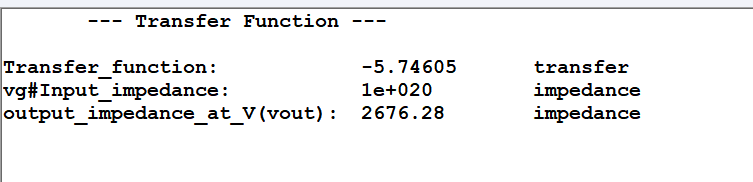 --- Transfer Function ---
Transfer_function: -5.74605 transfer
vg#Input_impedance: 1e+020 impedance
output_impedance_at_V(vout): 2676.28 impedance